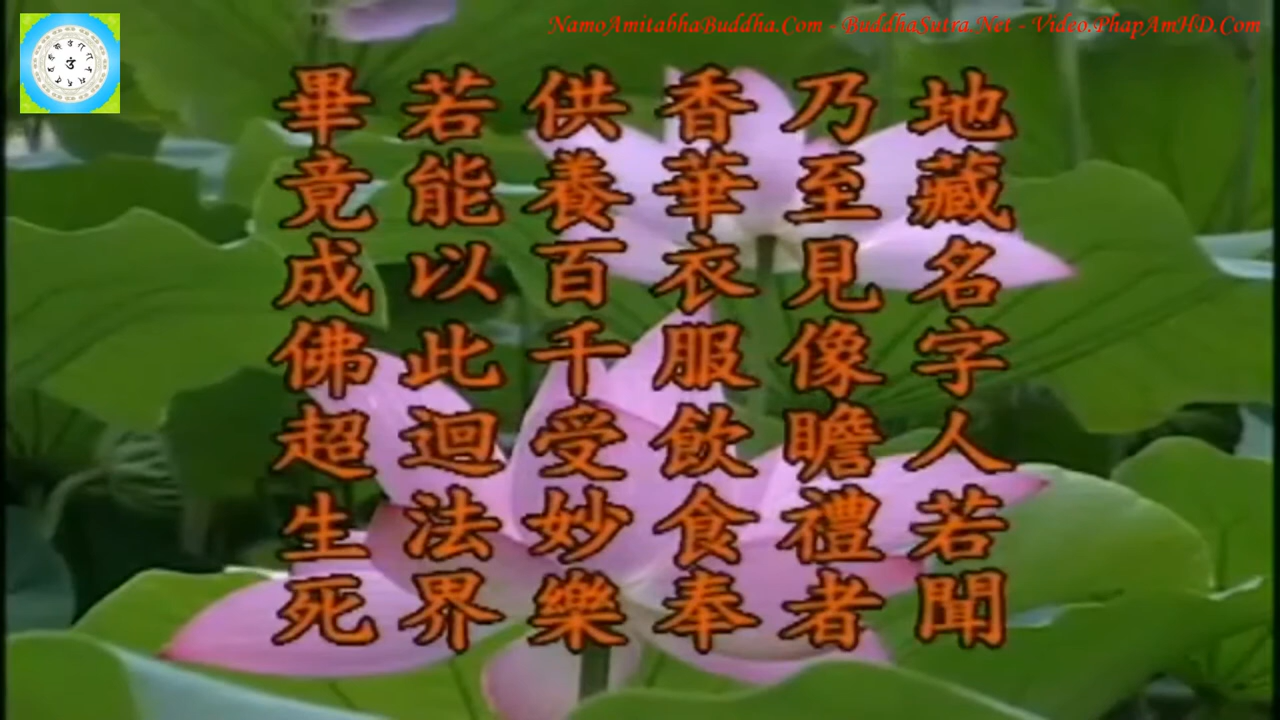 NamoAmitabhaBuddha.Com - BuddhaSutra.Net - Video.PhapAmHD.Com
地藏名字人若聞
乃至見像瞻禮者
香華衣服飲食奉
供養百千受妙樂
若能以此迴法界
畢竟成佛超生死